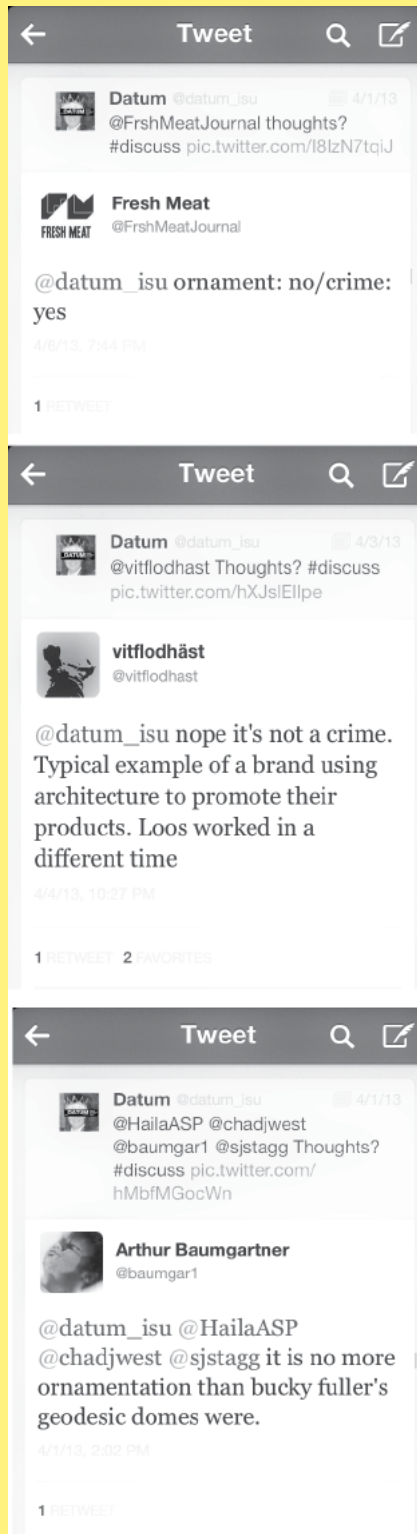 Tweet
Datum @datum_isu 4/1/13
@FrshMeatJournal thoughts?
#discuss pic.twitter.com/I8IzN7tqiJ
FRESH MEAT
Fresh Meat
@FrshMeatJournal
@datum_isu ornament: no/crime:
yes
4/6/13, 7:44 PM
1 RETWEET
Tweet
Datum @datum_isu 4/3/13
@vitflodhast Thoughts? #discuss
pic.twitter.com/hXJslEIlpe
vitflodhäst
@vitflodhast
@datum_isu nope it's not a crime.
Typical example of a brand using
architecture to promote their
products. Loos worked in a
different time
4/4/13, 10:27 PM
1 RETWEET 2 FAVORITES
Tweet
Datum @datum_isu 4/1/13
@HailaASP @chadjwest
@baumgar1 @sjstagg Thoughts?
#discuss pic.twitter.com/
hMbfMGocWn
Arthur Baumgartner
@baumgar1
@datum_isu @HailaASP
@chadjwest @sjstagg it is no more
ornamentation than bucky fuller's
geodesic domes were.
4/1/13, 2:02 PM
1 RETWEET